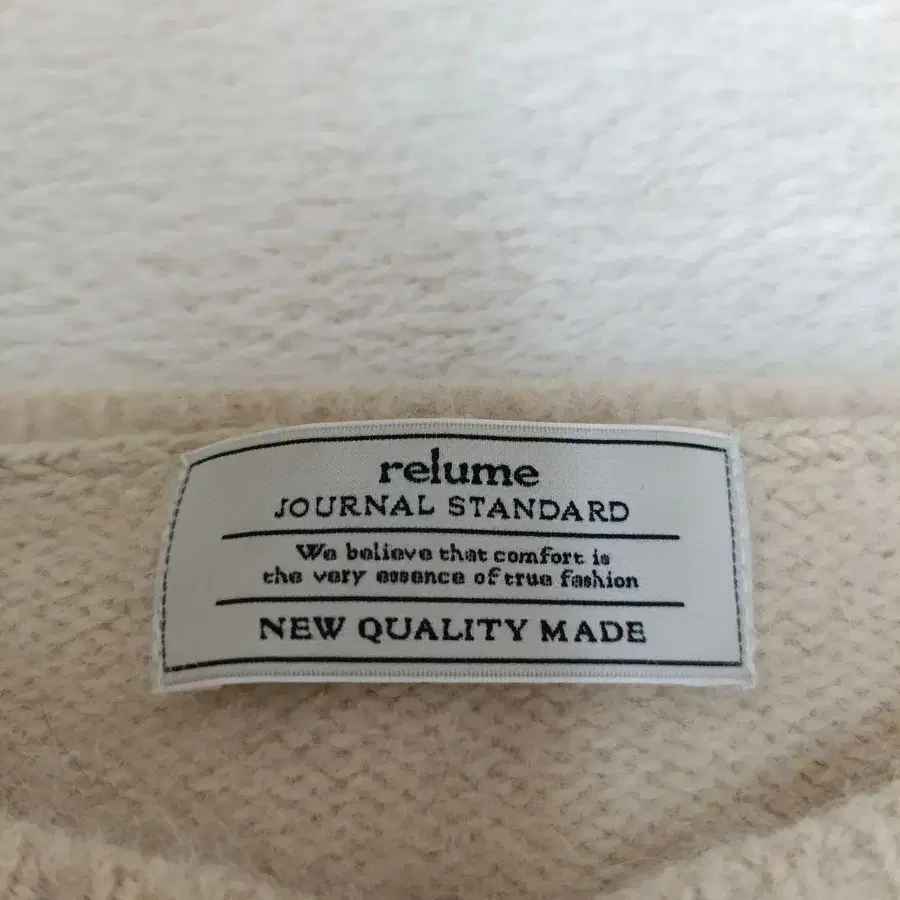 relume
JOURNAL STANDARD
We believe that comfort is
the very essence of true fashion
NEW QUALITY MADE